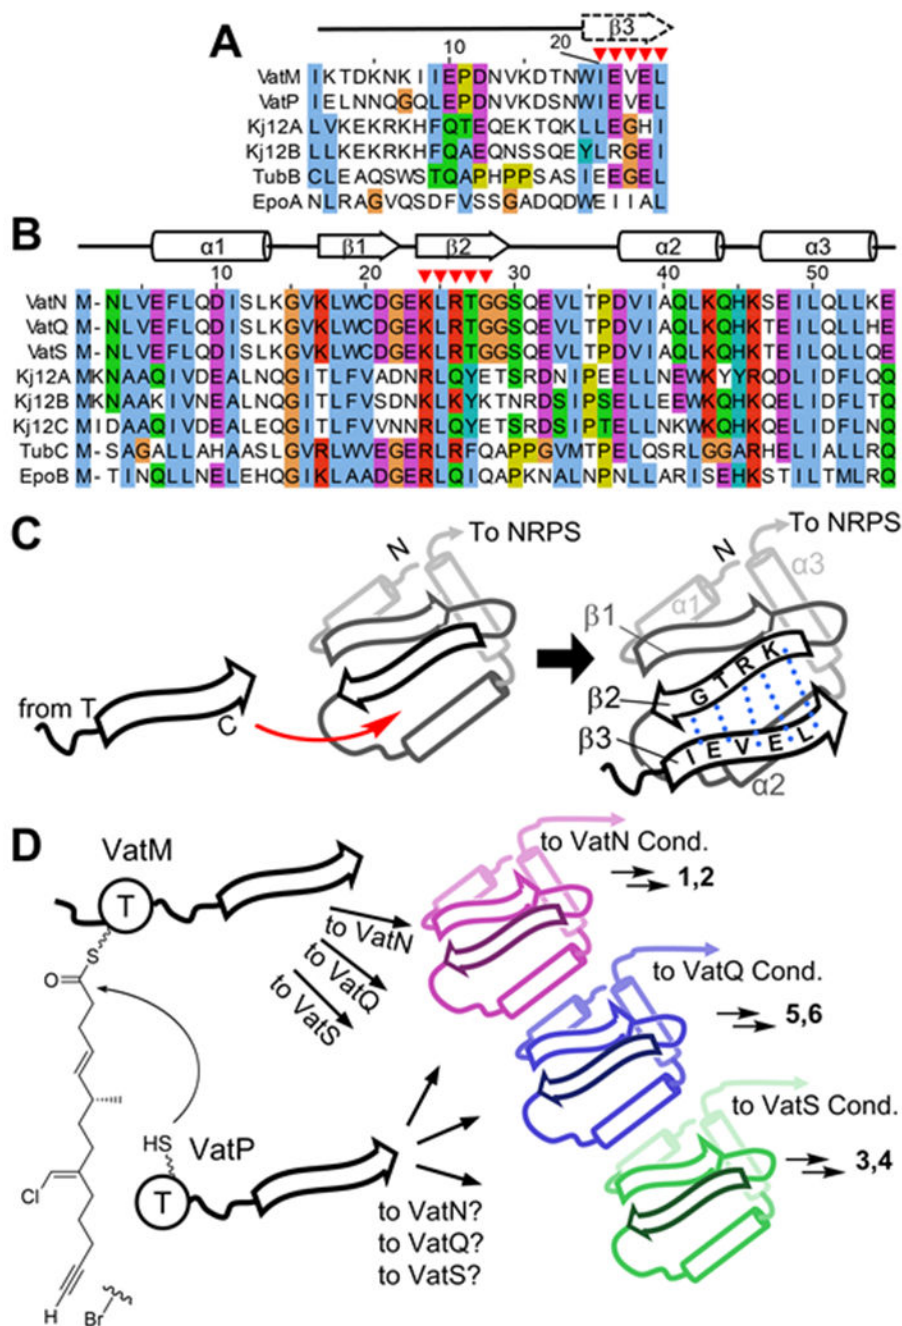 A
β3
10
20
VatM IKTDKNKIIEPDNVKDTNWIEVEL
VatP IELNNQGQLEPDNVKDSNWIEVEL
Kj12A LVKEKRKHFQTEQEKTQKLLEGHI
Kj12B LLKEKRKHFQAEQNSSQEYLRGEI
TubB CLEAQSWSTQAPHPPSASIEEGEL
EpoA NLRAGVQSDFVSSGADQDWEIIAL
B
α1 β1 β2 α2 α3
10 20 30 40 50
VatN M-NLVEFLQDISLKGVKLWCDGEKLRTGGSQEVLTPDVIAQLKQHKSEILQLLKE
VatQ M-NLVEFLQDISLKGVKLWCDGEKLRTGGSQEVLTPDVIAQLKQHKTEILQLLHE
VatS M-NLVEFLQDISLKGVKLWCDGEKLRTGGSQEVLTPDVIAQLKQHKTEILQLLQE
Kj12A MKNAAQIVDEALNQGITLFVADNRLQYETSRDNIPEELLNEWKYYRQDLIDFLQQ
Kj12B MKNAAKIVNEALNQGITLFVSDNKLKYKTNRDSIPSELLEEWKQHKQELIDFLTQ
Kj12C MIDAAQIVDEALNQGITLFVVNNRLQYETSRDSIPTELLNKWKQHKQELIDFLNQ
TubC M-SAGALLAHAASLGVRLWVEGERLRFQAPPGVMTPELQSRLGGARHELIALLRQ
EpoB M-TINQLLNELEHQGIKLAADGERLQIQAPKNALNPNLLARISEHKSTILTMLRQ
C
N
To NRPS
from T
C
N
To NRPS
α3
α1
β1
G T R K
β2
β3
I E V E L
α2
D
VatM
T
S
O
to VatN
to VatQ
to VatS
to VatN Cond.
1,2
to VatQ Cond.
5,6
to VatS Cond.
3,4
HS
VatP
T
Cl
to VatN?
to VatQ?
to VatS?
H
Br